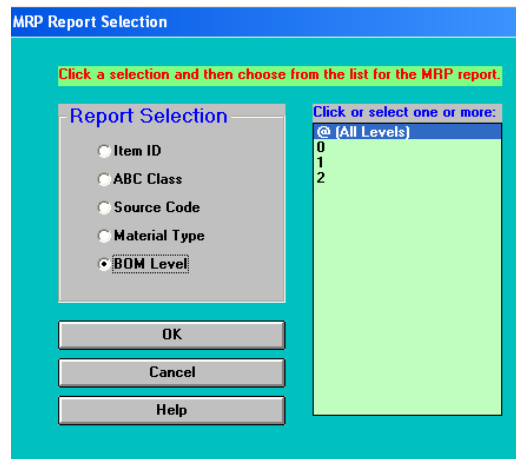 MRP Report Selection
Click a selection and then choose from the list for the MRP report.
Report Selection
Item ID
ABC Class
Source Code
Material Type
BOM Level
OK
Cancel
Help
Click or select one or more:
@ (All Levels)
0
1
2